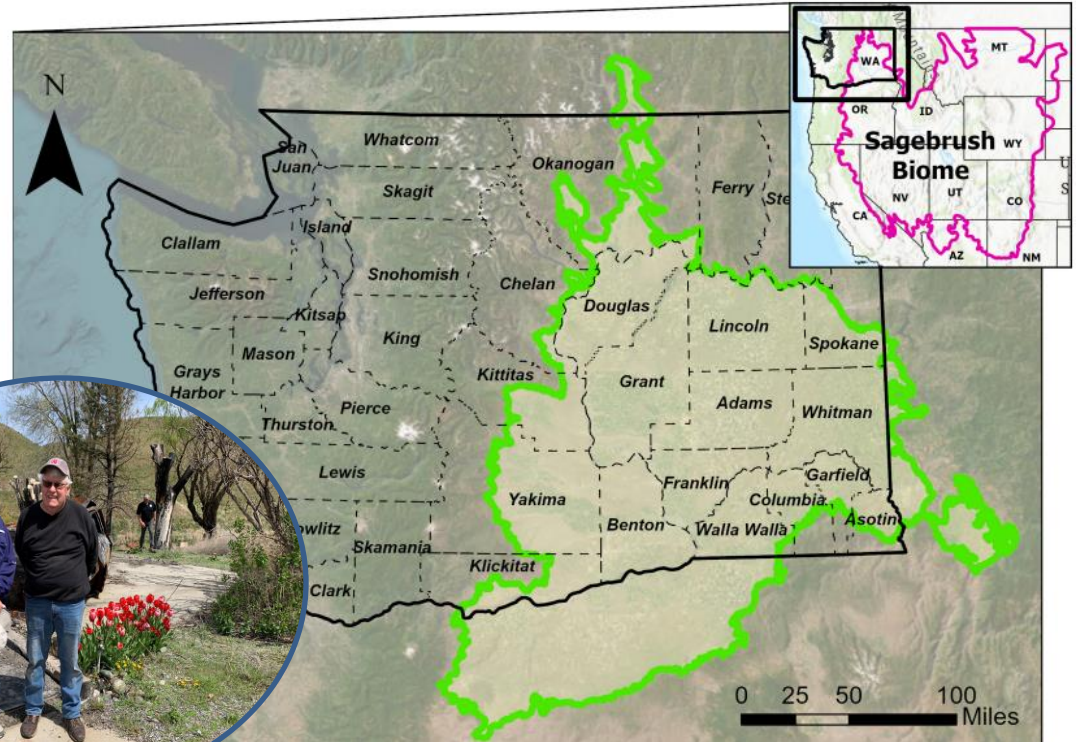 N
Whatcom
San
Juan
Skagit
Okanogan
Ferry
Ste
Island
Clallam
Snohomish
Chelan
Jefferson
Douglas
Kitsap
Lincoln
Spokane
Mason
King
Grays
Harbor
Kittitas
Grant
Adams
Whitman
Pierce
Thurston
Lewis
Yakima
Franklin
Garfield
Columbia
Asotin
Benton
Walla Walla
owlitz
Skamania
Klickitat
Clark
0 25 50 100
Miles
WA
MT
OR
ID
Sagebrush
Biome
WY
U
S
NV
UT
CO
CA
AZ
NM